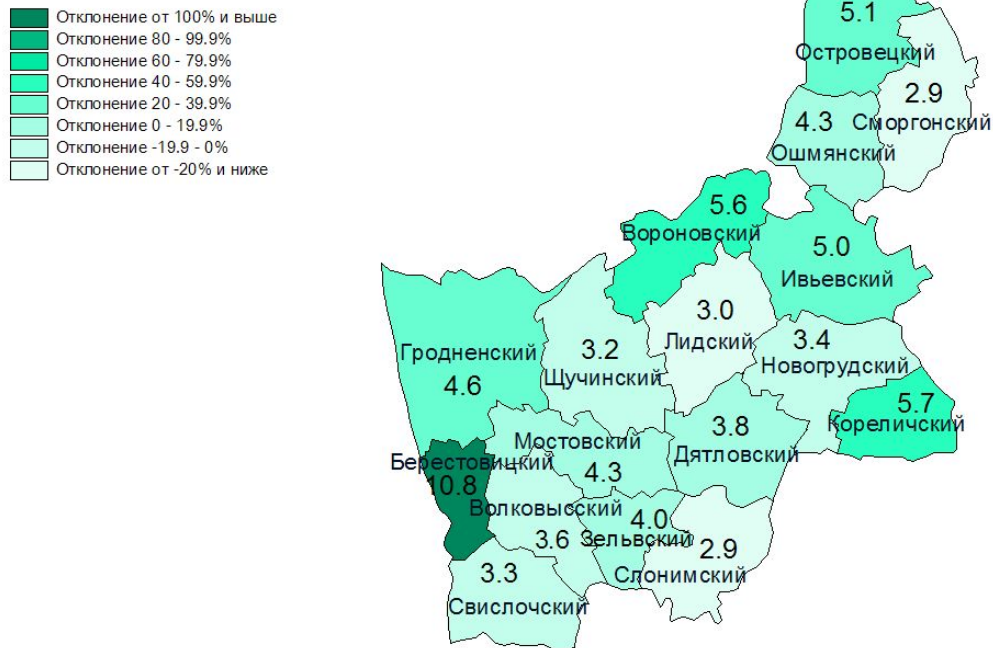 Отклонение от 100% и выше
Отклонение 80 - 99.9%
Отклонение 60 - 79.9%
Отклонение 40 - 59.9%
Отклонение 20 - 39.9%
Отклонение 0 - 19.9%
Отклонение -19.9 - 0%
Отклонение от -20% и ниже
5.1
Островецкий
2.9
Сморгонский
4.3
Ошмянский
5.6
Вороновский
5.0
Ивьевский
3.0
Лидский
3.4
Новогрудский
Гродненский
4.6
3.2
Щучинский
5.7
Кореличский
3.8
Дятловский
Мостовский
4.3
Берестовицкий
10.8
Волковысский
3.6
4.0
Зельвский
2.9
Слонимский
3.3
Свислочский